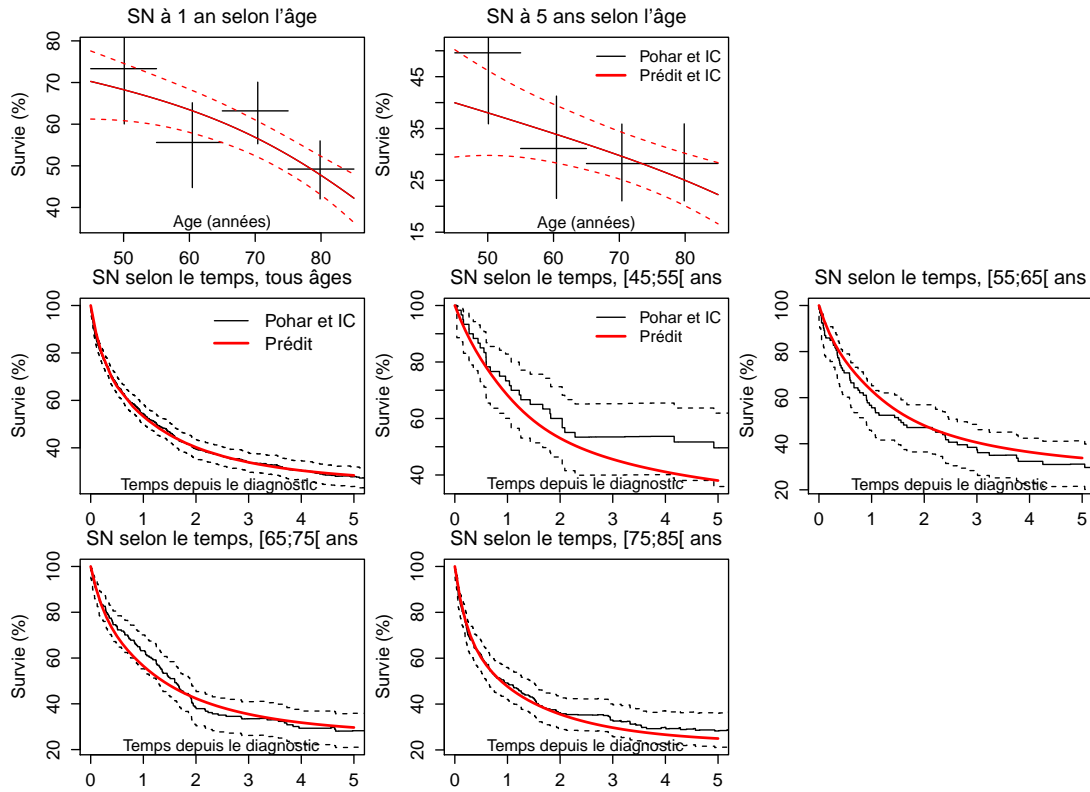 SN à 1 an selon l'âge
Survie (%)
80
70
60
50
40
Age (années)
50 60 70 80
SN à 5 ans selon l'âge
Survie (%)
45
35
25
15
Pohar et IC
Prédit et IC
50 60 70 80
SN selon le temps, tous âges
Survie (%)
100
80
60
40
Pohar et IC
Prédit
Temps depuis le diagnostic
0 1 2 3 4 5
SN selon le temps, [45;55[ ans
Survie (%)
100
80
60
40
Pohar et IC
Prédit
Temps depuis le diagnostic
0 1 2 3 4 5
SN selon le temps, [55;65[ ans
Survie (%)
100
80
60
40
20
Temps depuis le diagnostic
0 1 2 3 4 5
SN selon le temps, [65;75[ ans
Survie (%)
100
80
60
40
20
Temps depuis le diagnostic
0 1 2 3 4 5
SN selon le temps, [75;85[ ans
Survie (%)
100
80
60
40
20
Temps depuis le diagnostic
0 1 2 3 4 5